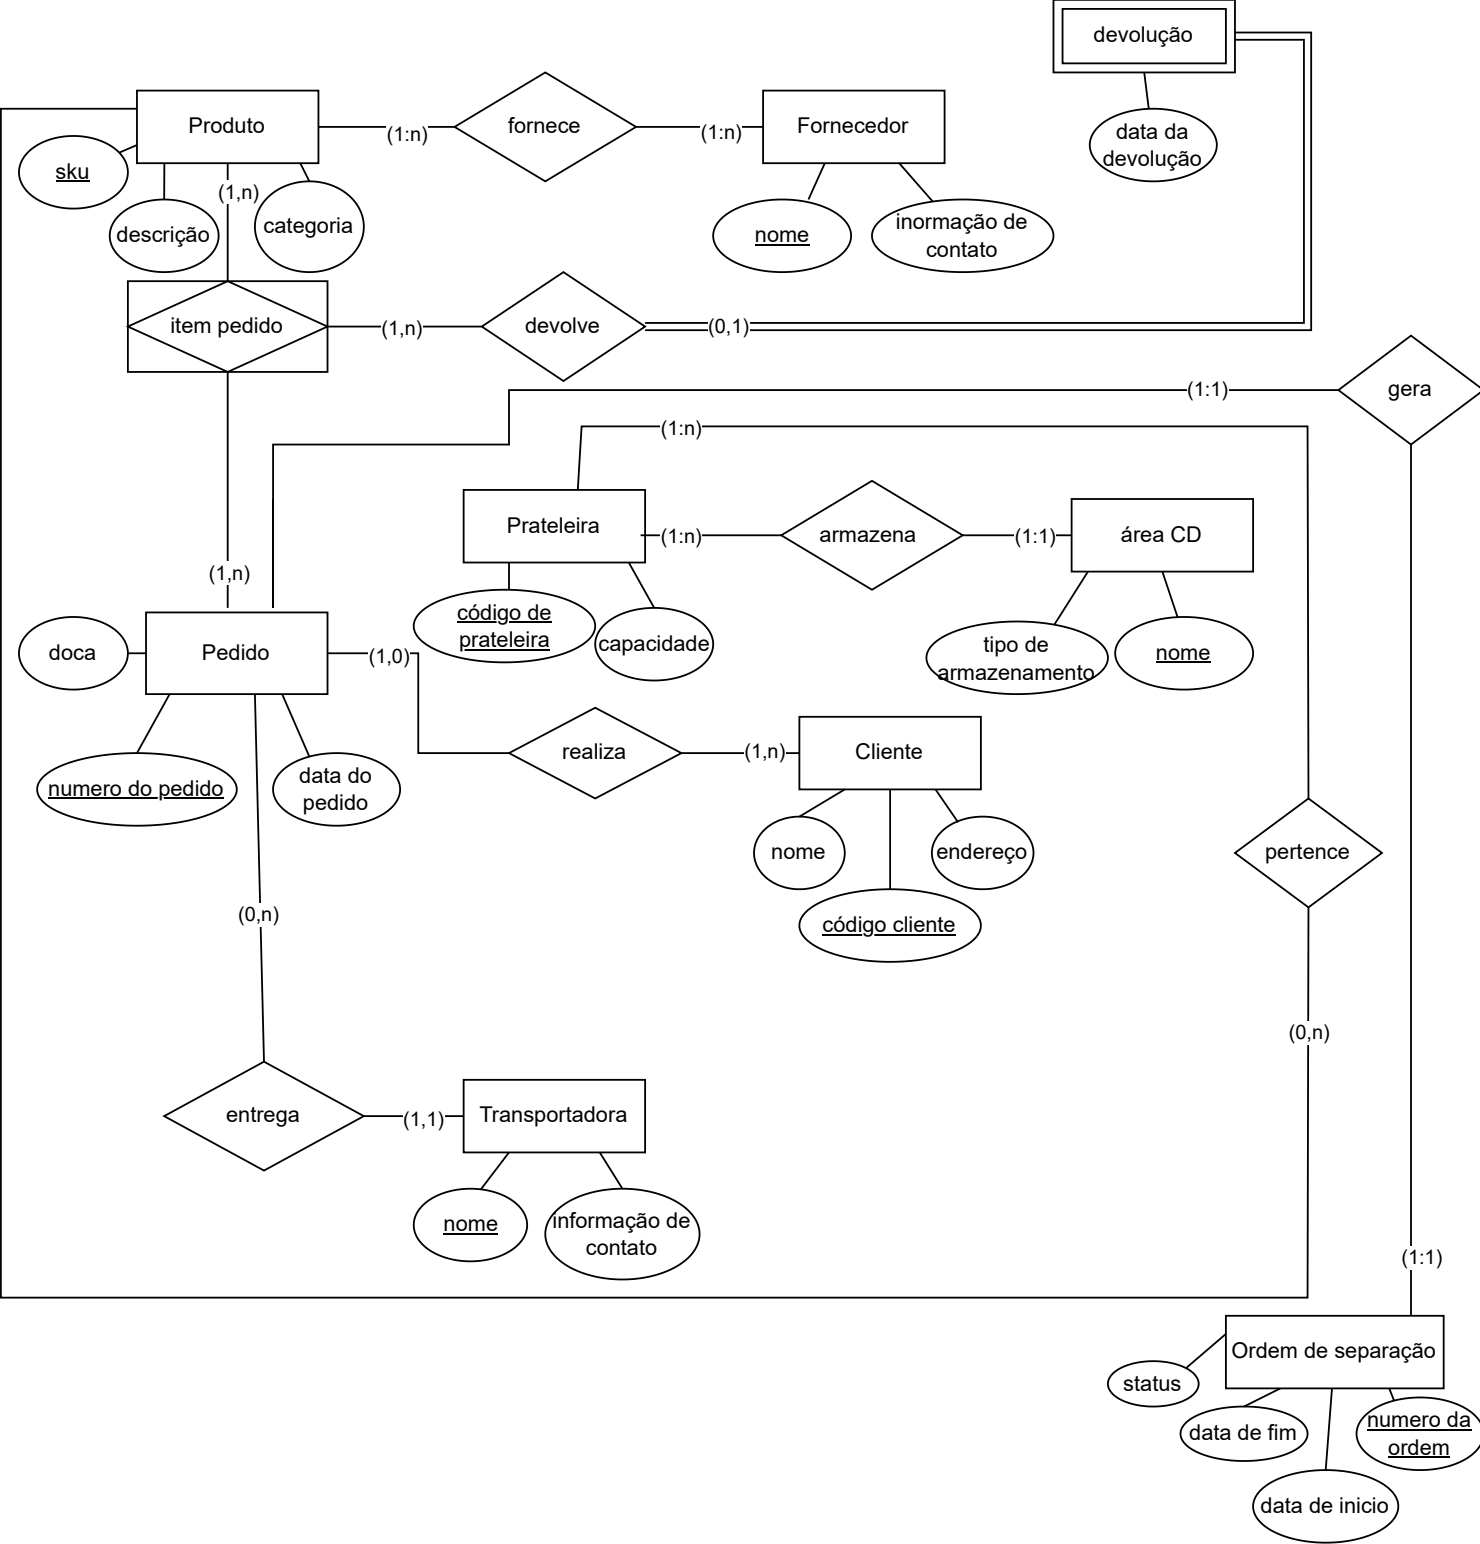 devolução
data da
devolução
Produto
(1:n)
fornece
(1:n)
Fornecedor
sku
(1,n)
descrição
categoria
nome
inormação de
contato
item pedido
(1,n)
devolve
(0,1)
(1:1)
gera
(1:n)
Prateleira
(1:n)
armazena
(1:1)
área CD
(1,n)
código de
prateleira
capacidade
tipo de
armazenamento
nome
doca
Pedido
(1,0)
realiza
(1,n)
Cliente
numero do pedido
data do
pedido
nome
endereço
código cliente
pertence
(0,n)
(0,n)
entrega
(1,1)
Transportadora
nome
informação de
contato
(1:1)
Ordem de separação
status
data de fim
numero da
ordem
data de inicio